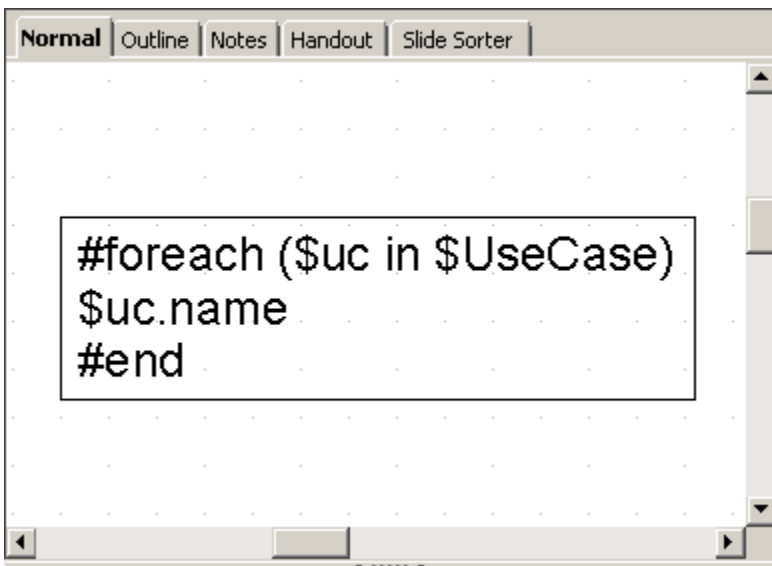 Normal Outline Notes Handout Slide Sorter
#foreach ($uc in $UseCase)
$uc.name
#end